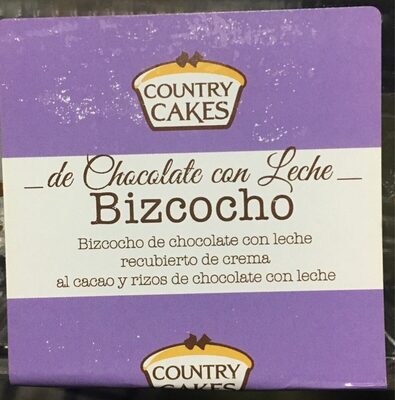 COUNTRY
CAKES
de Chocolate con Leche
Bizcocho
Bizcocho de chocolate con leche
recubierto de crema
al cacao y rizos de chocolate con leche
COUNTRY
CAKES